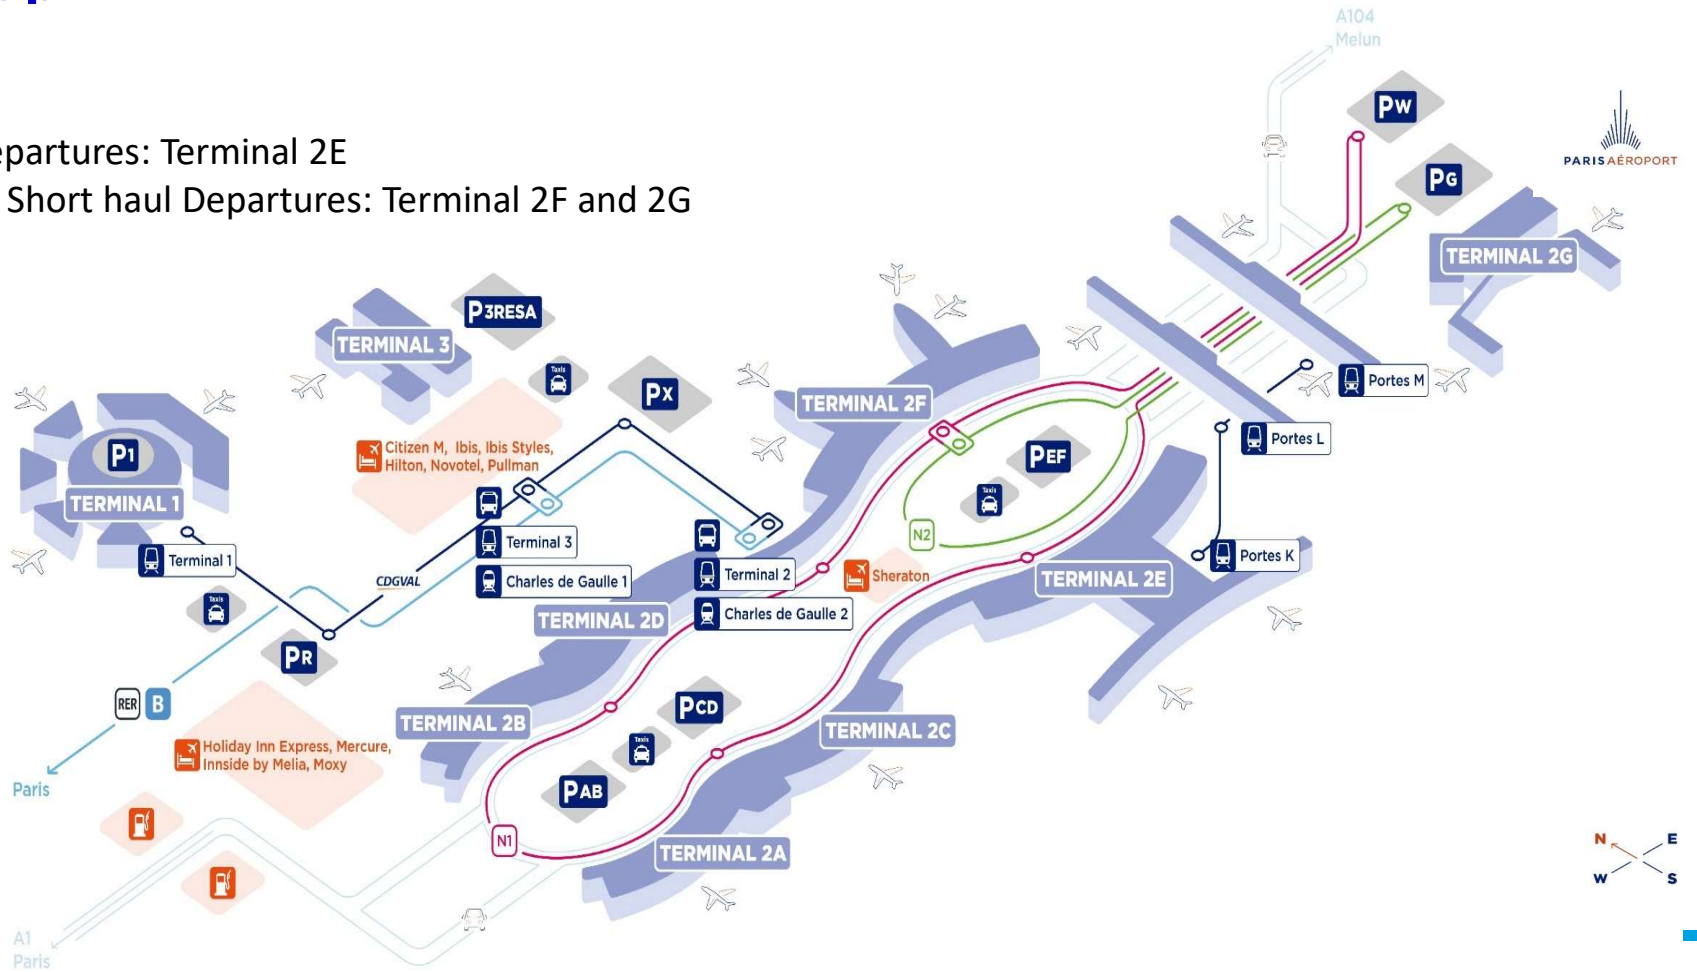 A104
Melun
PW
PARIS AÉROPORT
epartures: Terminal 2E
Short haul Departures: Terminal 2F and 2G
PG
TERMINAL 2G
P3RESA
TERMINAL 3
Taxis
PX
Portes M
TERMINAL 2F
Portes L
Citizen M, Ibis, Ibis Styles,
Hilton, Novotel, Pullman
P1
PEF
TERMINAL 1
Taxis
N2
Terminal 3
Portes K
Terminal 1
CDGVAL
Charles de Gaulle 1
Terminal 2
Sheraton
TERMINAL 2E
Taxis
TERMINAL 2D
Charles de Gaulle 2
PR
RER B
PCD
TERMINAL 2B
TERMINAL 2C
Taxis
Holiday Inn Express, Mercure,
Innside by Melia, Moxy
Paris
PAB
N1
TERMINAL 2A
N E
W S
A1
Paris